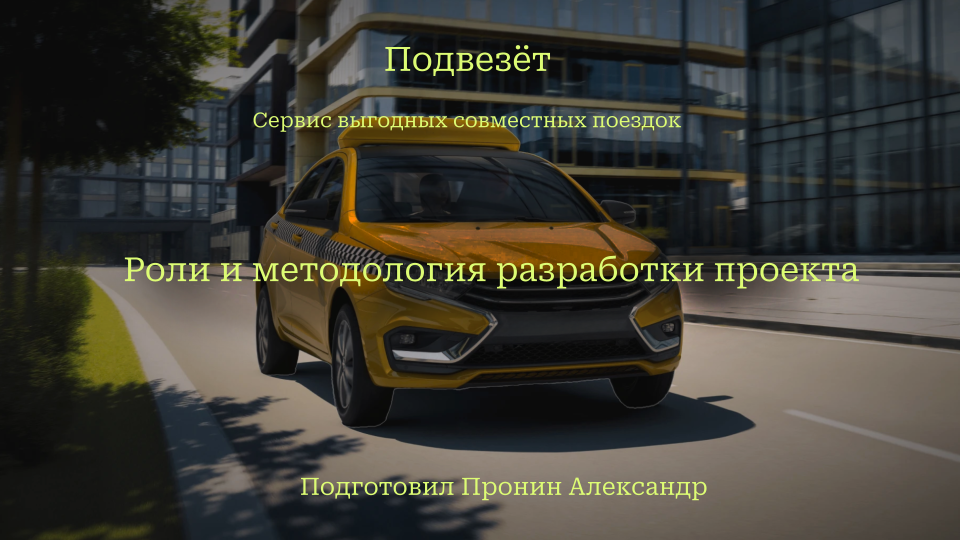 Подвезёт
Сервис выгодных совместных поездок
Роли и методология разработки проекта
Подготовил Пронин Александр